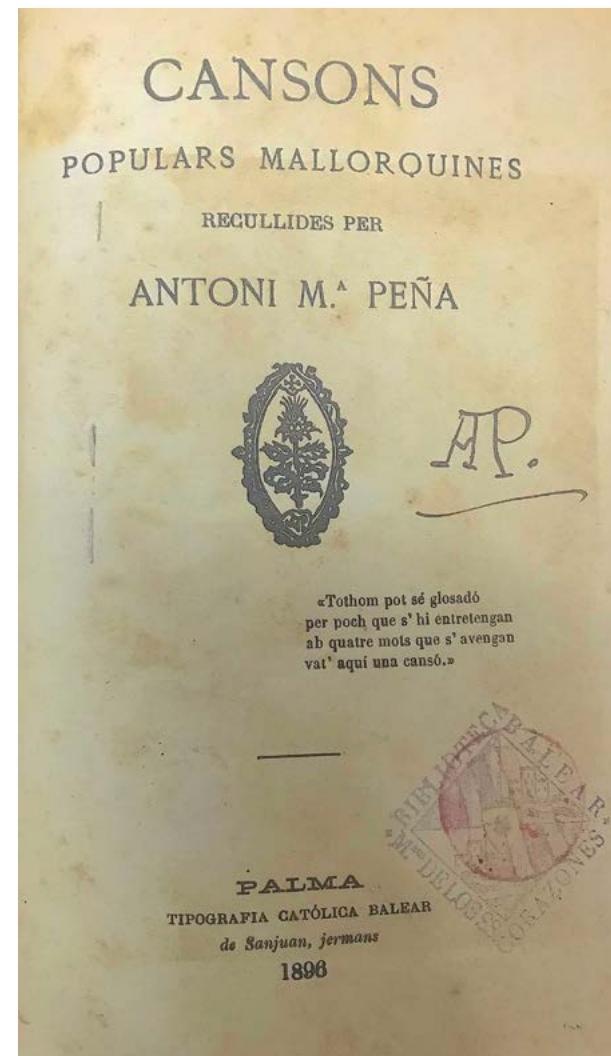 CANSONS
POPULARS MALLORQUINES
RECULLIDES PER
ANTONI M.ª PEÑA
AP.
«Tothom pot sé glosadó
per poch que s' hi entretengan
ab quatre mots que s' avengan
vat' aquí una cansó.»
BIBLIOTECA BALEAR
DE LOS SS. CORAZONES
PALMA
TIPOGRAFIA CATÓLICA BALEAR
de Sanjuan, jermans
1896